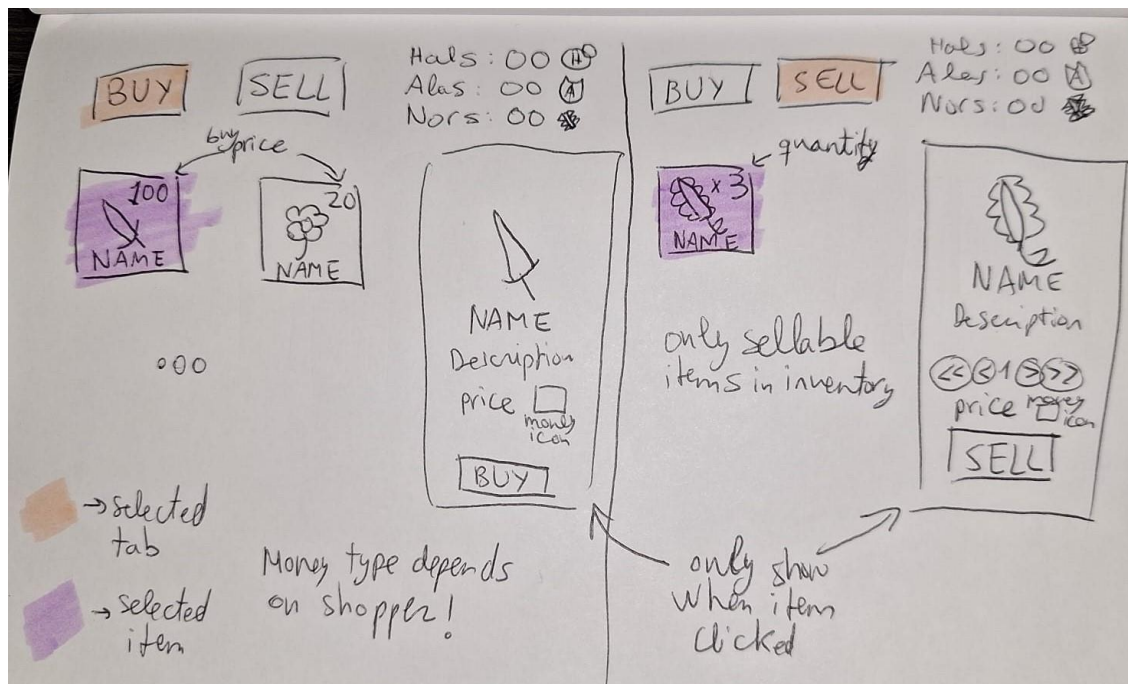 BUY
SELL
Hals: 00 H
Alas: 00 A
Nors: 00
buy price
100
NAME
20
NAME
NAME
Description
price
money
icon
BUY
→ selected
tab
→ selected
item
Money type depends
on shopper!
BUY
SELL
Hals: 00
Alas: 00 A
Nors: 00
quantity
x 3
NAME
only sellable
items in inventory
NAME
Description
<< < 1 > >>
price money
icon
SELL
only show
when item
clicked